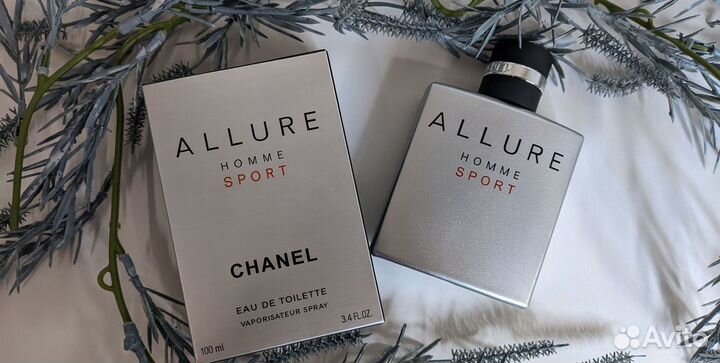 ALLURE
HOMME
SPORT
CHANEL
EAU DE TOILETTE
VAPORISATEUR SPRAY
100 ml
3.4 FL.OZ.
ALLURE
HOMME
SPORT
Avito